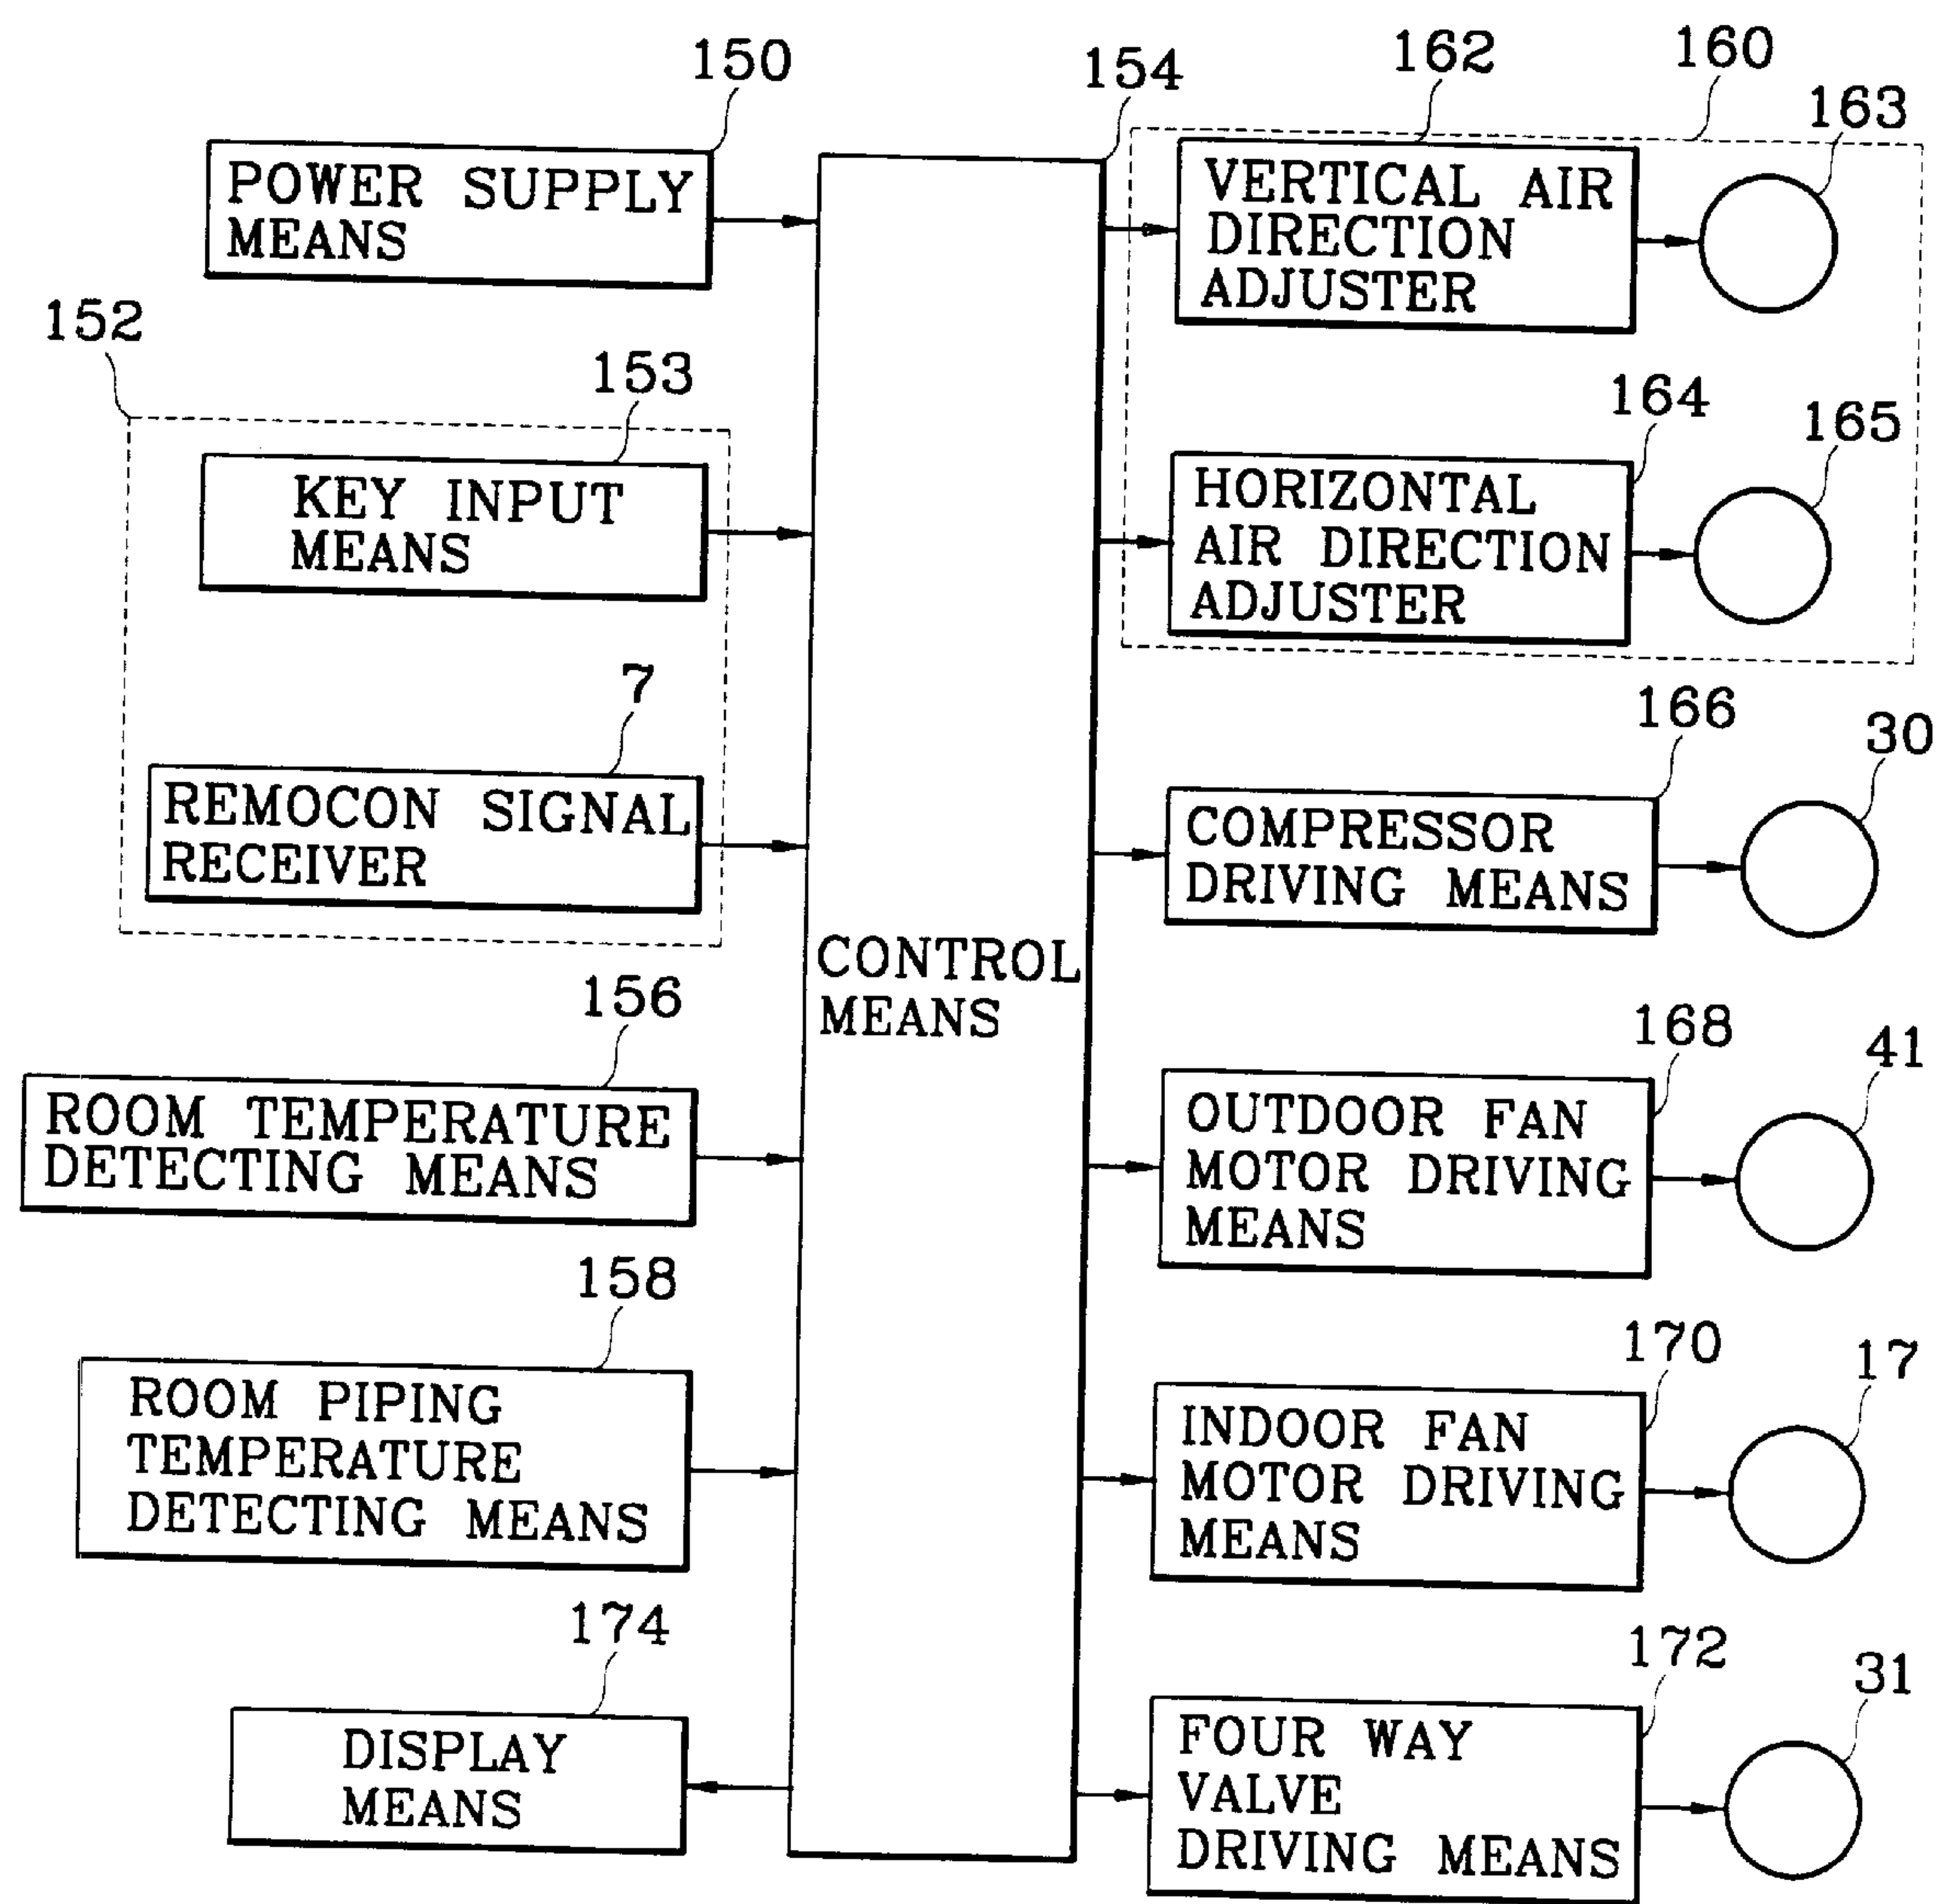 150
POWER SUPPLY
MEANS
152
153
KEY INPUT
MEANS
7
REMOCON SIGNAL
RECEIVER
156
ROOM TEMPERATURE
DETECTING MEANS
158
ROOM PIPING
TEMPERATURE
DETECTING MEANS
174
DISPLAY
MEANS
154
CONTROL
MEANS
160
162
VERTICAL AIR
DIRECTION
ADJUSTER
163
164
HORIZONTAL
AIR DIRECTION
ADJUSTER
165
166
COMPRESSOR
DRIVING MEANS
30
168
OUTDOOR FAN
MOTOR DRIVING
MEANS
41
170
INDOOR FAN
MOTOR DRIVING
MEANS
17
172
FOUR WAY
VALVE
DRIVING MEANS
31